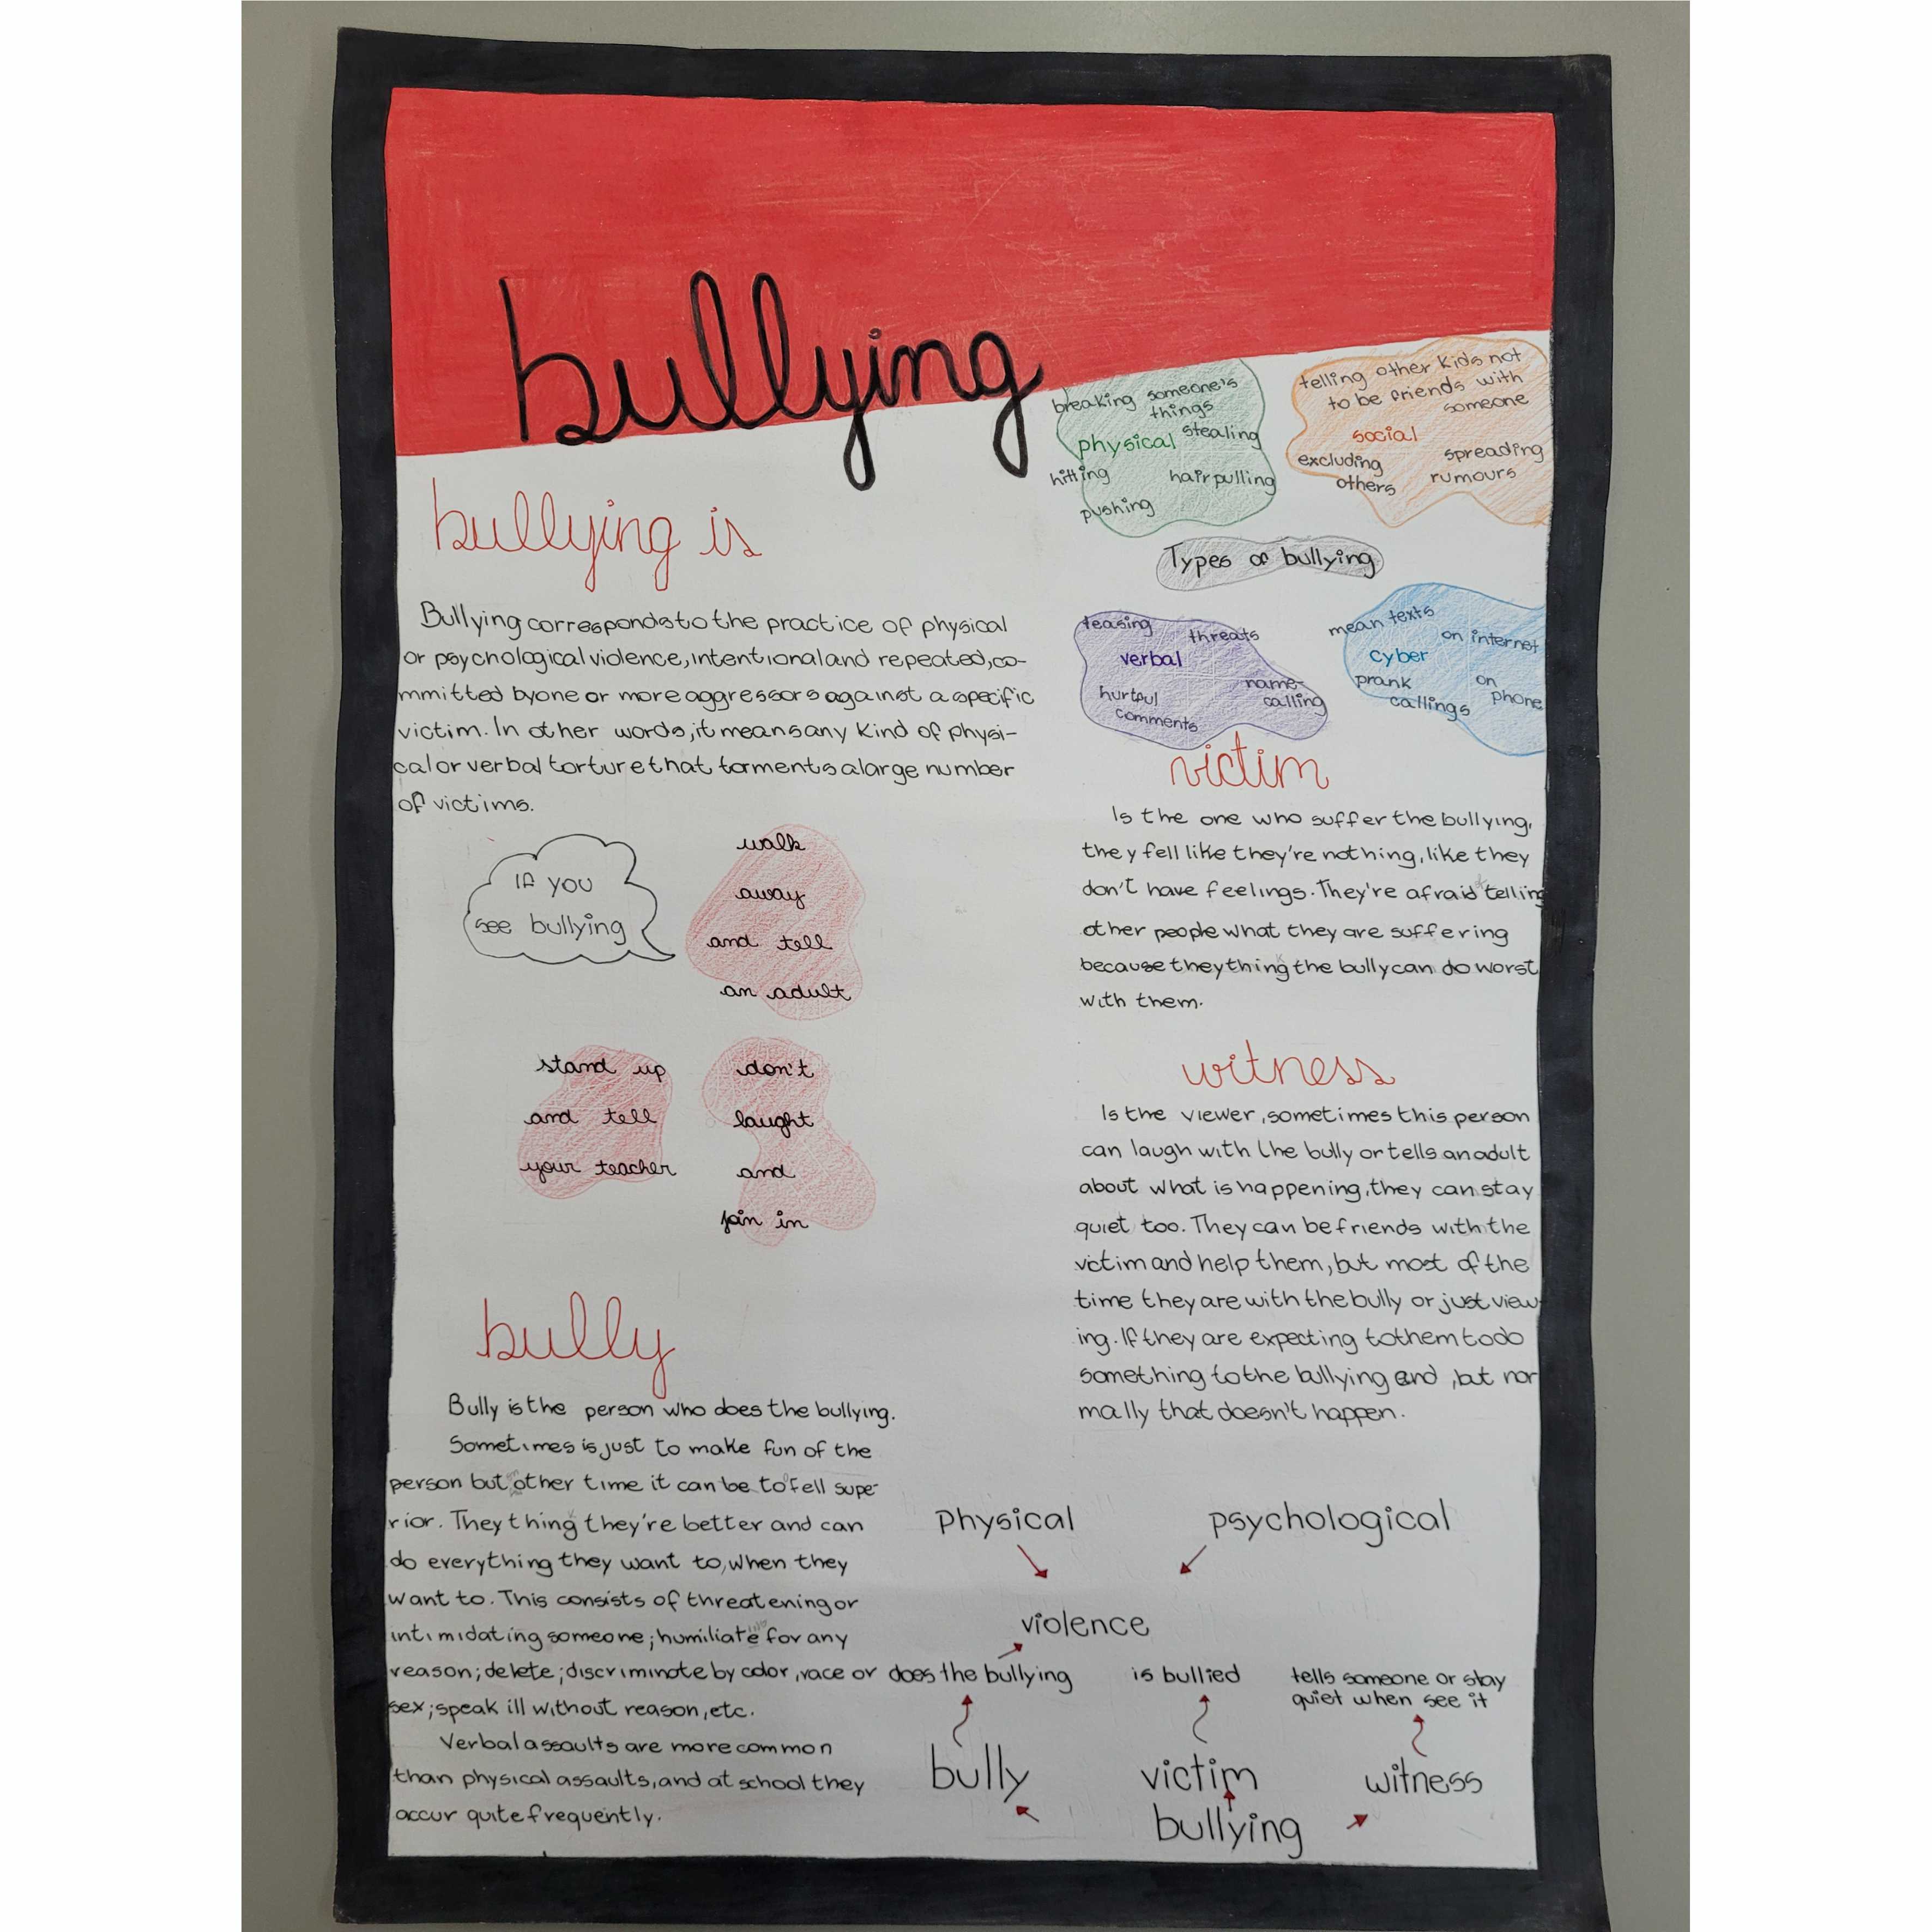 bullying
bullying is
Bullying corresponds to the practice of physical
or psychological violence, intentional and repeated, co-
mmitted by one or more aggressors against a specific
victim. In other words, it means any kind of physi-
cal or verbal torture that torments a large number
of victims.
If you
see bullying
walk
away
and tell
an adult
stand up
and tell
your teacher
don't
laught
and
join in
bully
Bully is the person who does the bullying.
Sometimes is just to make fun of the
person but other time it can be to fell supe-
rior. They thing they're better and can
do everything they want to, when they
want to. This consists of threatening or
intimidating someone; humiliate for any
reason; delete; discriminate by color, race or
sex; speak ill without reason, etc.
Verbal assaults are more common
than physical assaults, and at school they
occur quite frequently.
breaking someone's
things
physical
stealing
hitting
hair pulling
pushing
telling other kids not
to be friends with
someone
social
excluding
others
spreading
rumours
Types of bullying
teasing
threats
verbal
hurtful
comments
name-
calling
mean texts
on internet
cyber
prank
callings
on
phone
victim
Is the one who suffer the bullying,
they fell like they're nothing, like they
don't have feelings. They're afraid telling
other people what they are suffering
because they thing the bully can do worst
with them.
witness
Is the viewer, sometimes this person
can laugh with the bully or tells an adult
about what is happening, they can stay
quiet too. They can be friends with the
victim and help them, but most of the
time they are with the bully or just view-
ing. If they are expecting to them to do
something to the bullying end, but nor
mally that doesn't happen.
Physical
psychological
violence
does the bullying
is bullied
tells someone or stay
quiet when see it
bully
victim
witness
bullying